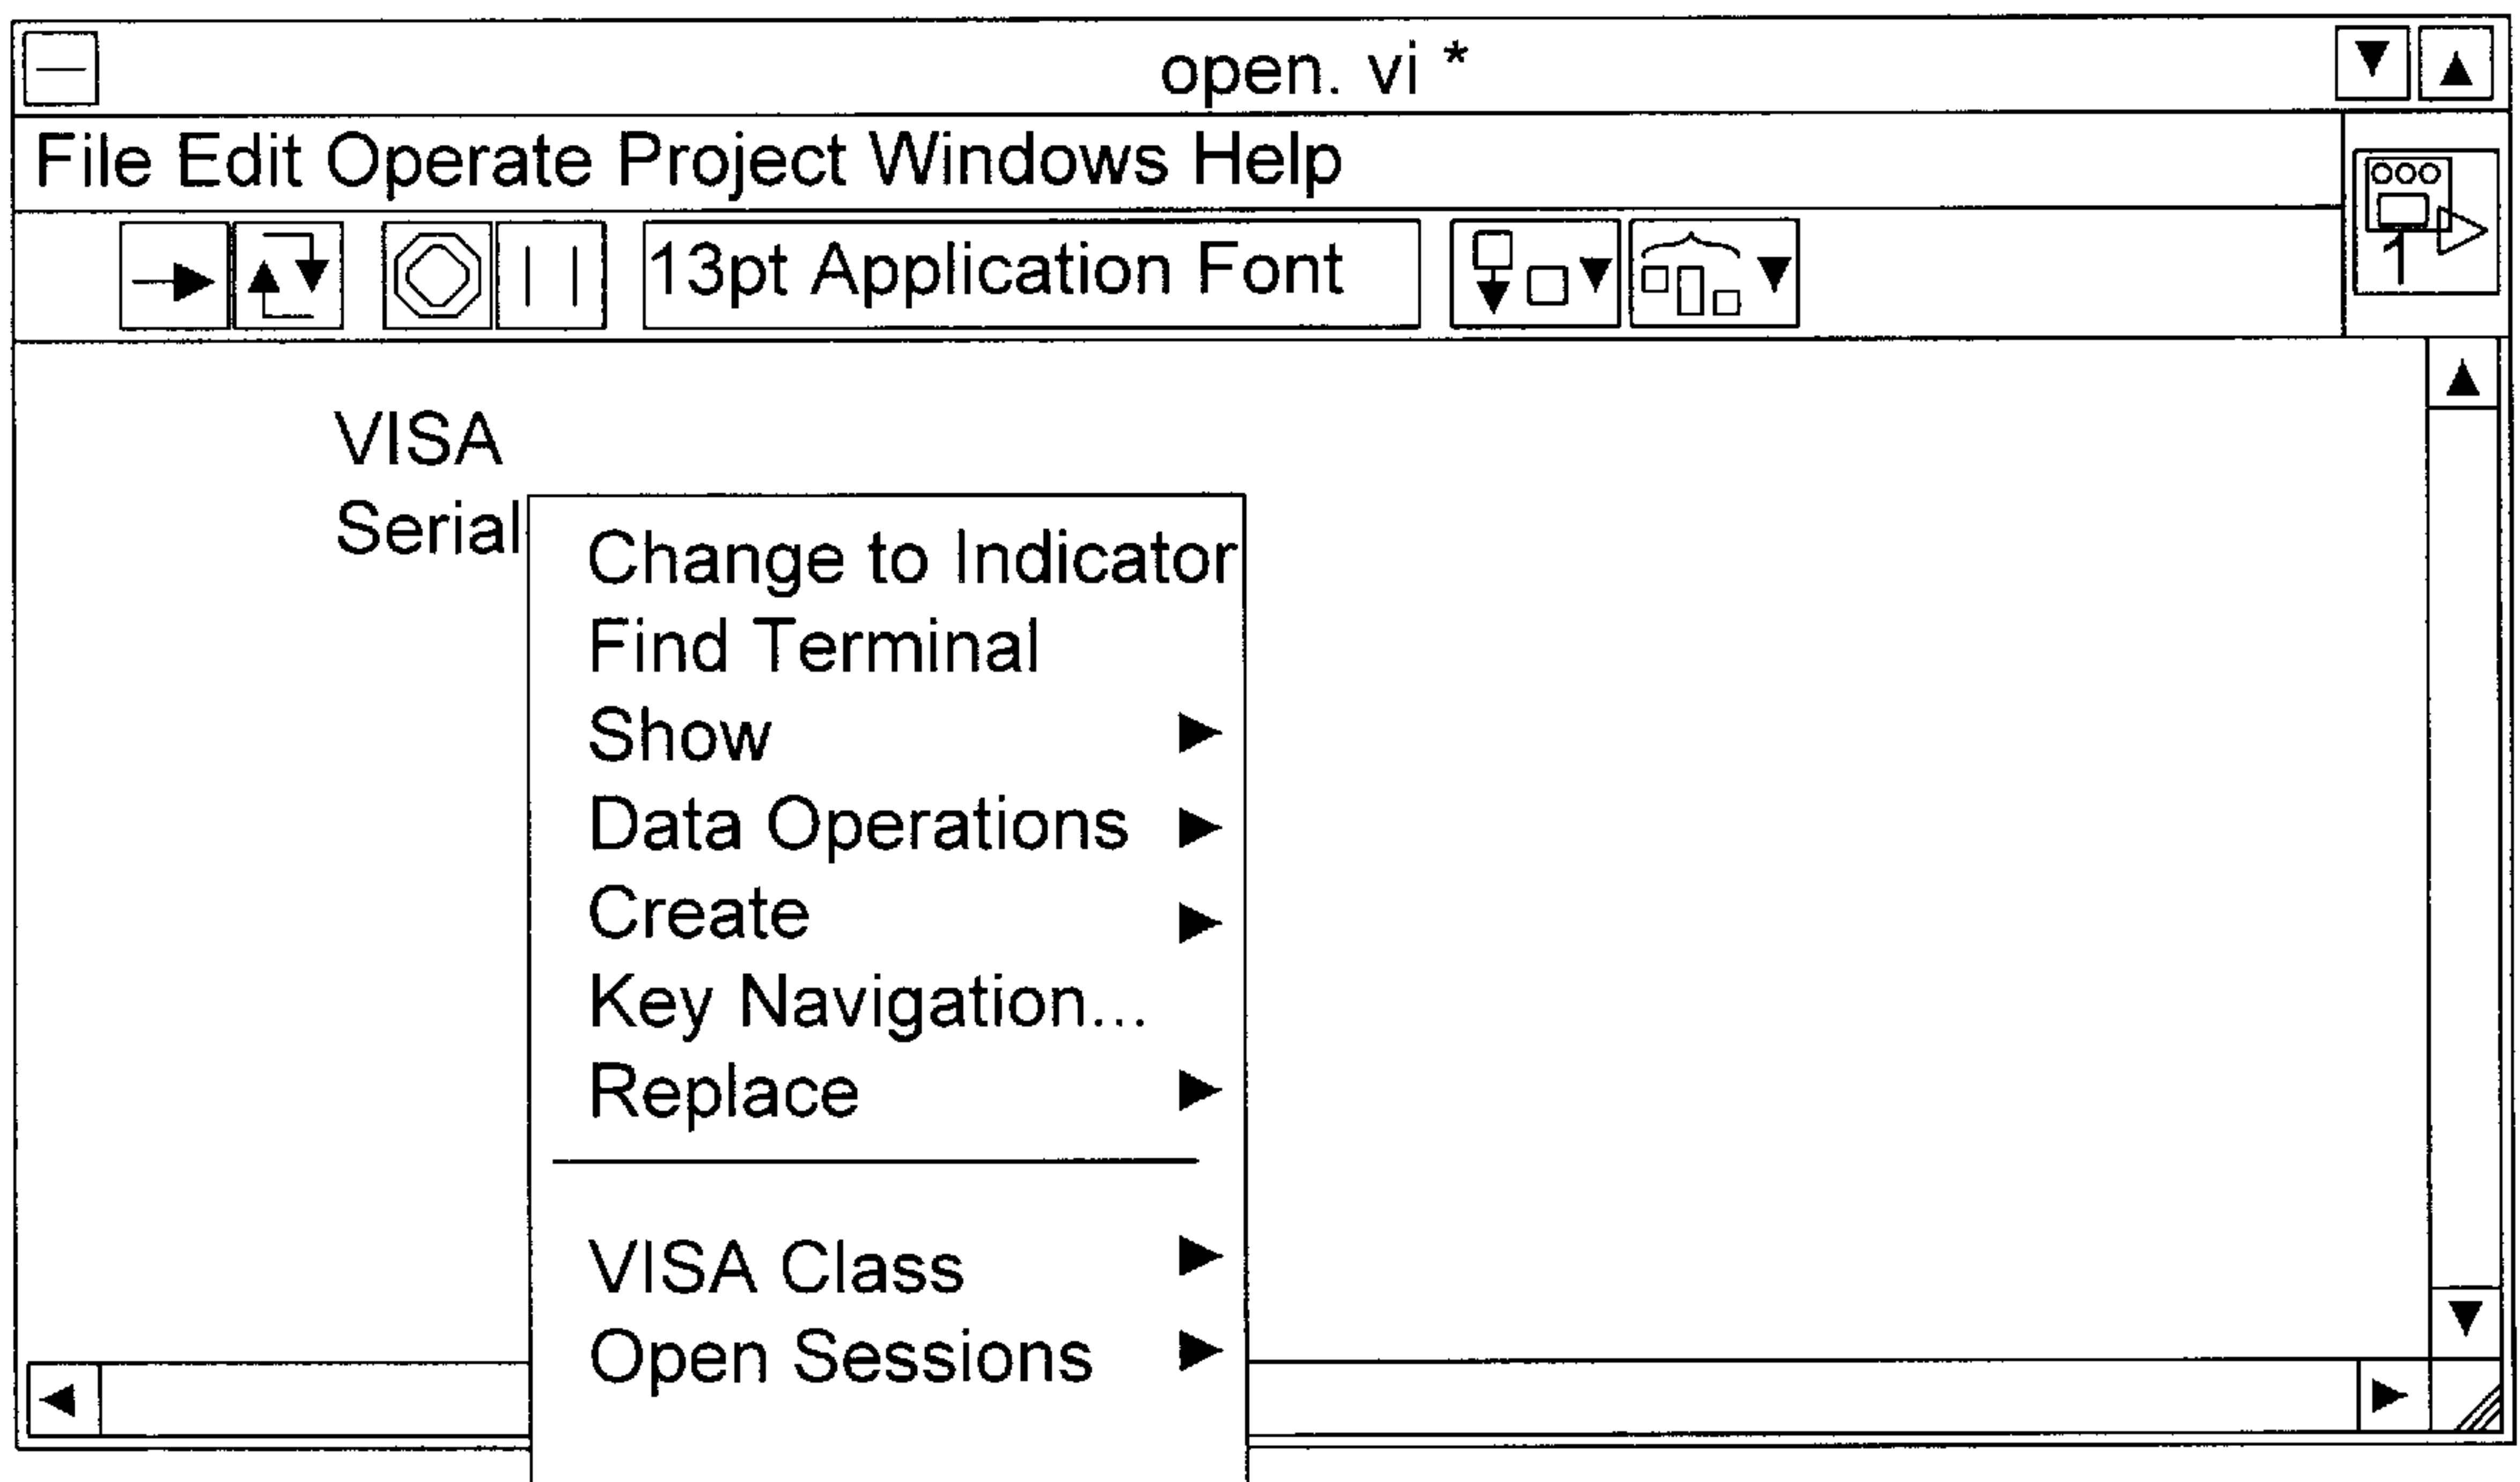 open. vi *
File Edit Operate Project Windows Help
13pt Application Font
1
VISA
Serial
Change to Indicator
Find Terminal
Show
Data Operations
Create
Key Navigation...
Replace
VISA Class
Open Sessions